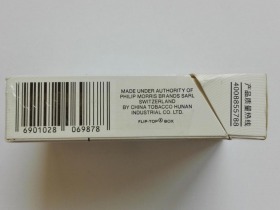 6901028 069878
MADE UNDER AUTHORITY OF
PHILIP MORRIS BRANDS SARL
SWITZERLAND
BY CHINA TOBACCO HUNAN
INDUSTRIAL CO. LTD.
FLIP-TOP BOX
产品质量热线
4008855788